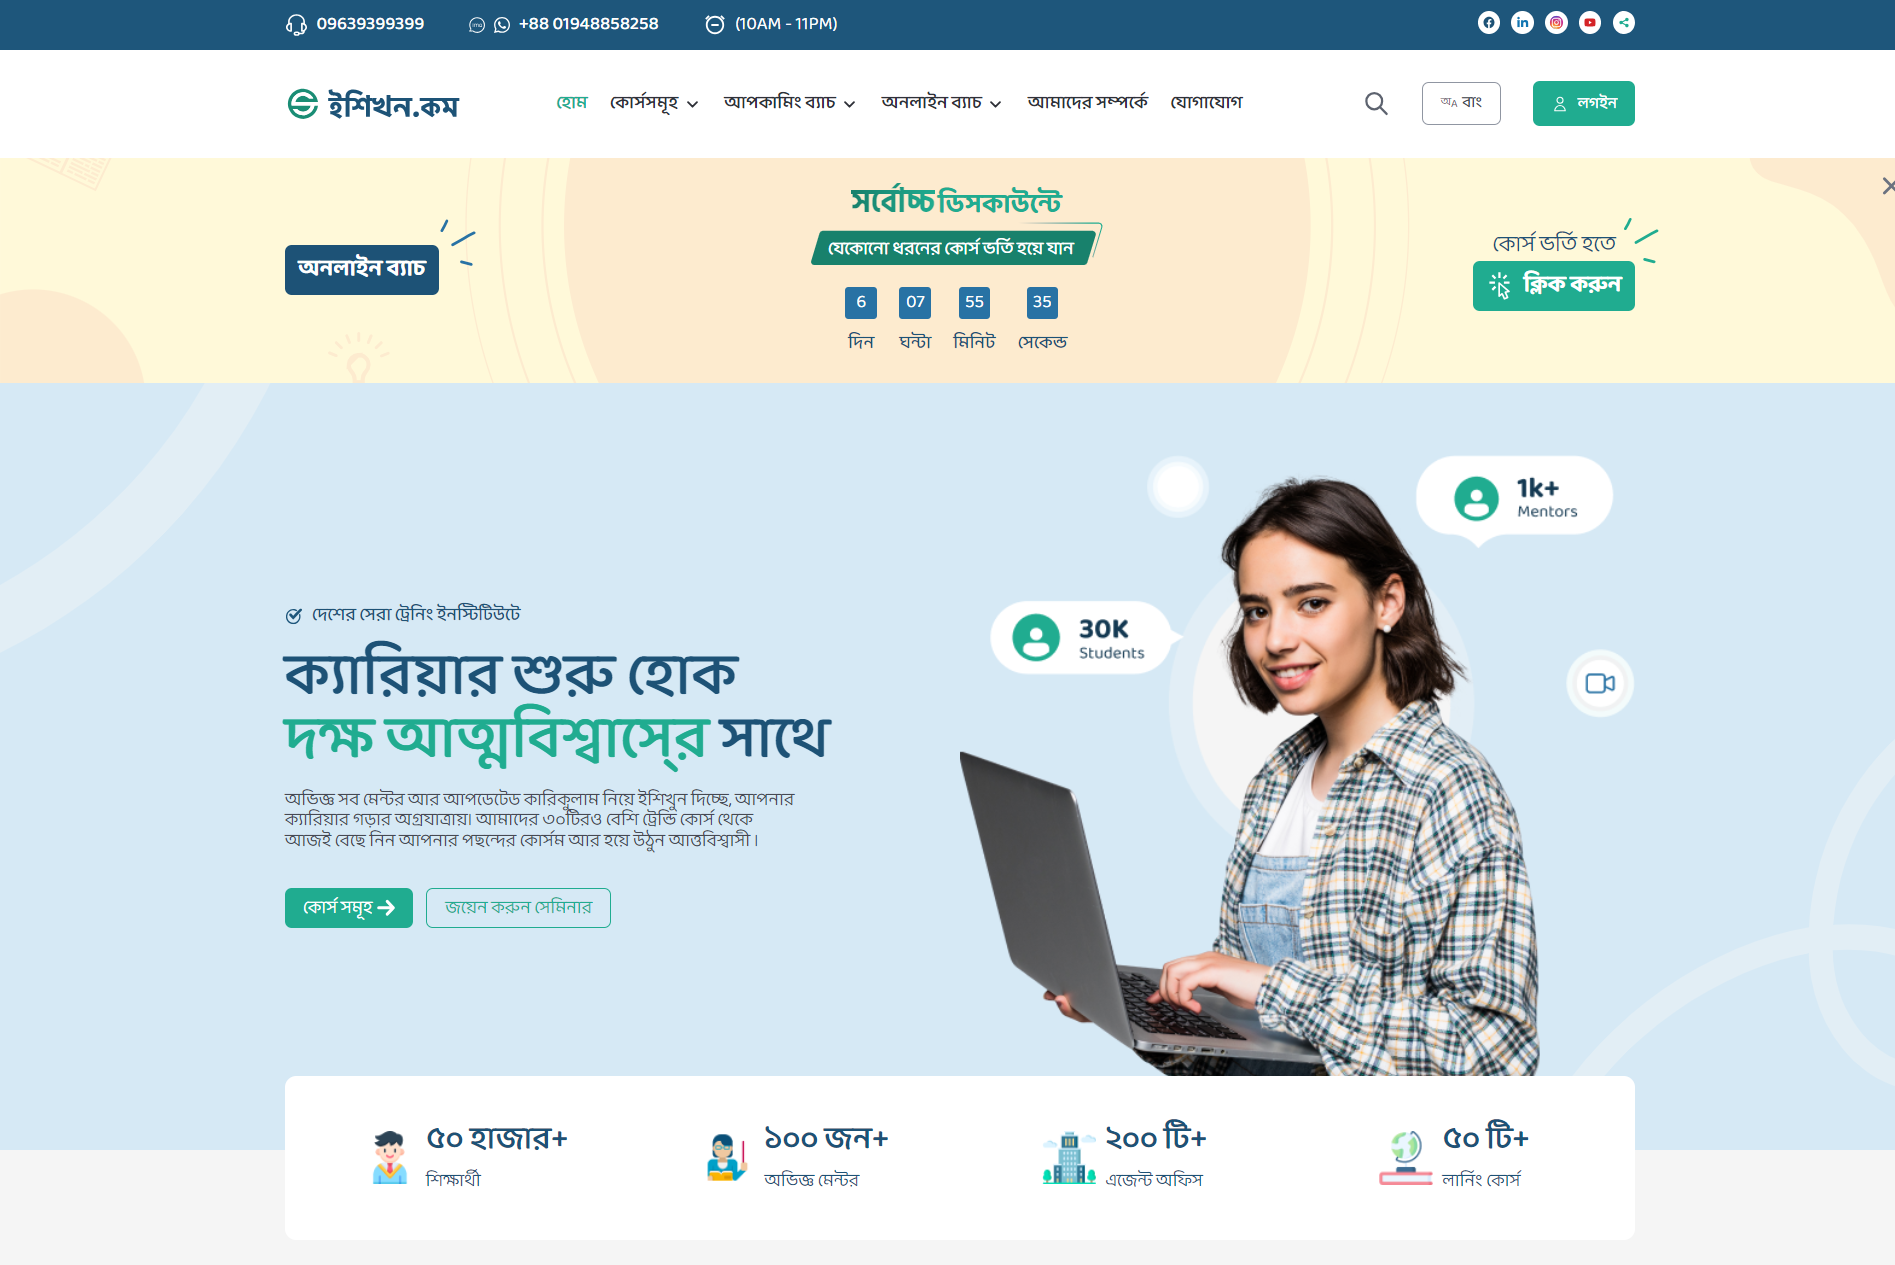 09639399399
+88 01948858258
(10AM - 11PM)
ইশিখন.কম
হোম
কোর্সসমূহ
আপকামিং ব্যাচ
অনলাইন ব্যাচ
আমাদের সম্পর্কে
যোগাযোগ
অA বাং
লগইন
সর্বোচ্চ ডিসকাউন্টে
যেকোনো ধরনের কোর্স ভর্তি হয়ে যান
অনলাইন ব্যাচ
কোর্স ভর্তি হতে
ক্লিক করুন
6 07 55 35
দিন ঘন্টা মিনিট সেকেন্ড
1k+
Mentors
30K
Students
দেশের সেরা ট্রেনিং ইনস্টিটিউটে
ক্যারিয়ার শুরু হোক
দক্ষ আত্মবিশ্বাসে্র সাথে
অভিজ্ঞ সব মেন্টর আর আপডেটেড কারিকুলাম নিয়ে ইশিখুন দিচ্ছে, আপনার
ক্যারিয়ার গড়ার অগ্রযাত্রায়। আমাদের ৩০টিরও বেশি ট্রেন্ডি কোর্স থেকে
আজই বেছে নিন আপনার পছন্দের কোর্সম আর হয়ে উঠুন আত্তবিশ্বাসী ।
কোর্স সমূহ
জয়েন করুন সেমিনার
৫০ হাজার+
শিক্ষার্থী
১০০ জন+
অভিজ্ঞ মেন্টর
২০০ টি+
এজেন্ট অফিস
৫০ টি+
লার্নিং কোর্স